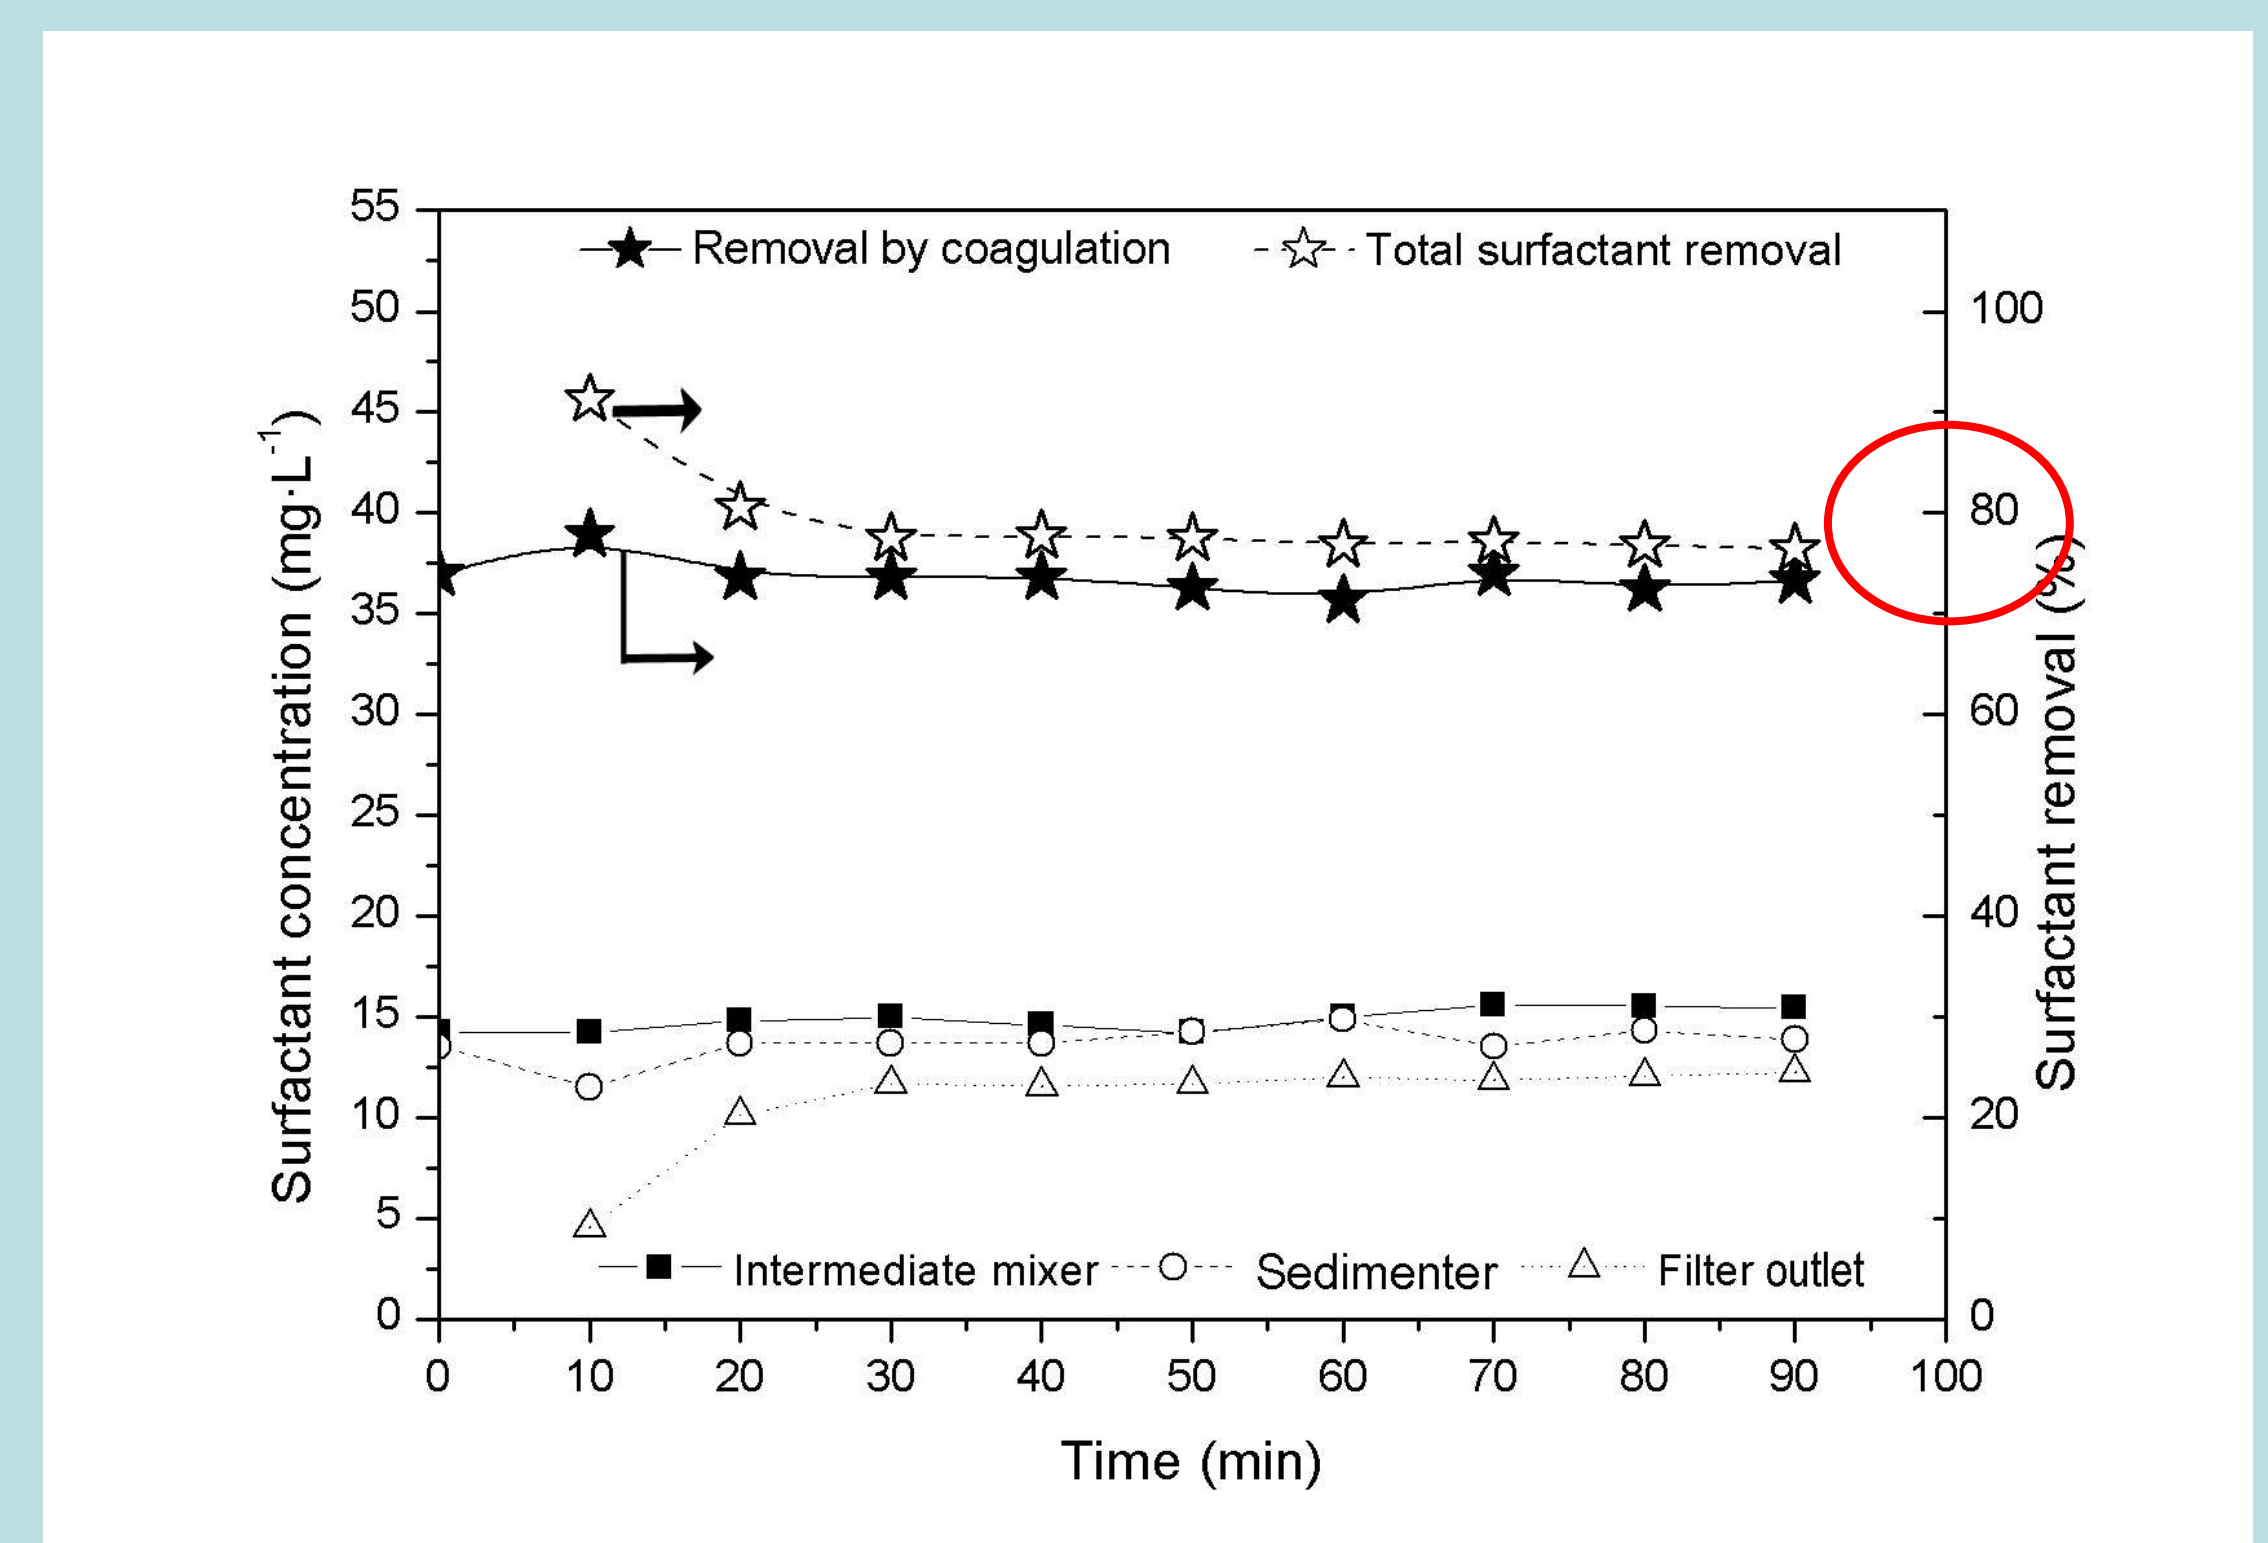 Removal by coagulation
Total surfactant removal
55
50
45
40
35
30
25
20
15
10
5
0
Surfactant concentration (mg·L⁻¹)
100
80
60
40
20
0
Surfactant removal (%)
Intermediate mixer
Sedimenter
Filter outlet
0 10 20 30 40 50 60 70 80 90 100
Time (min)